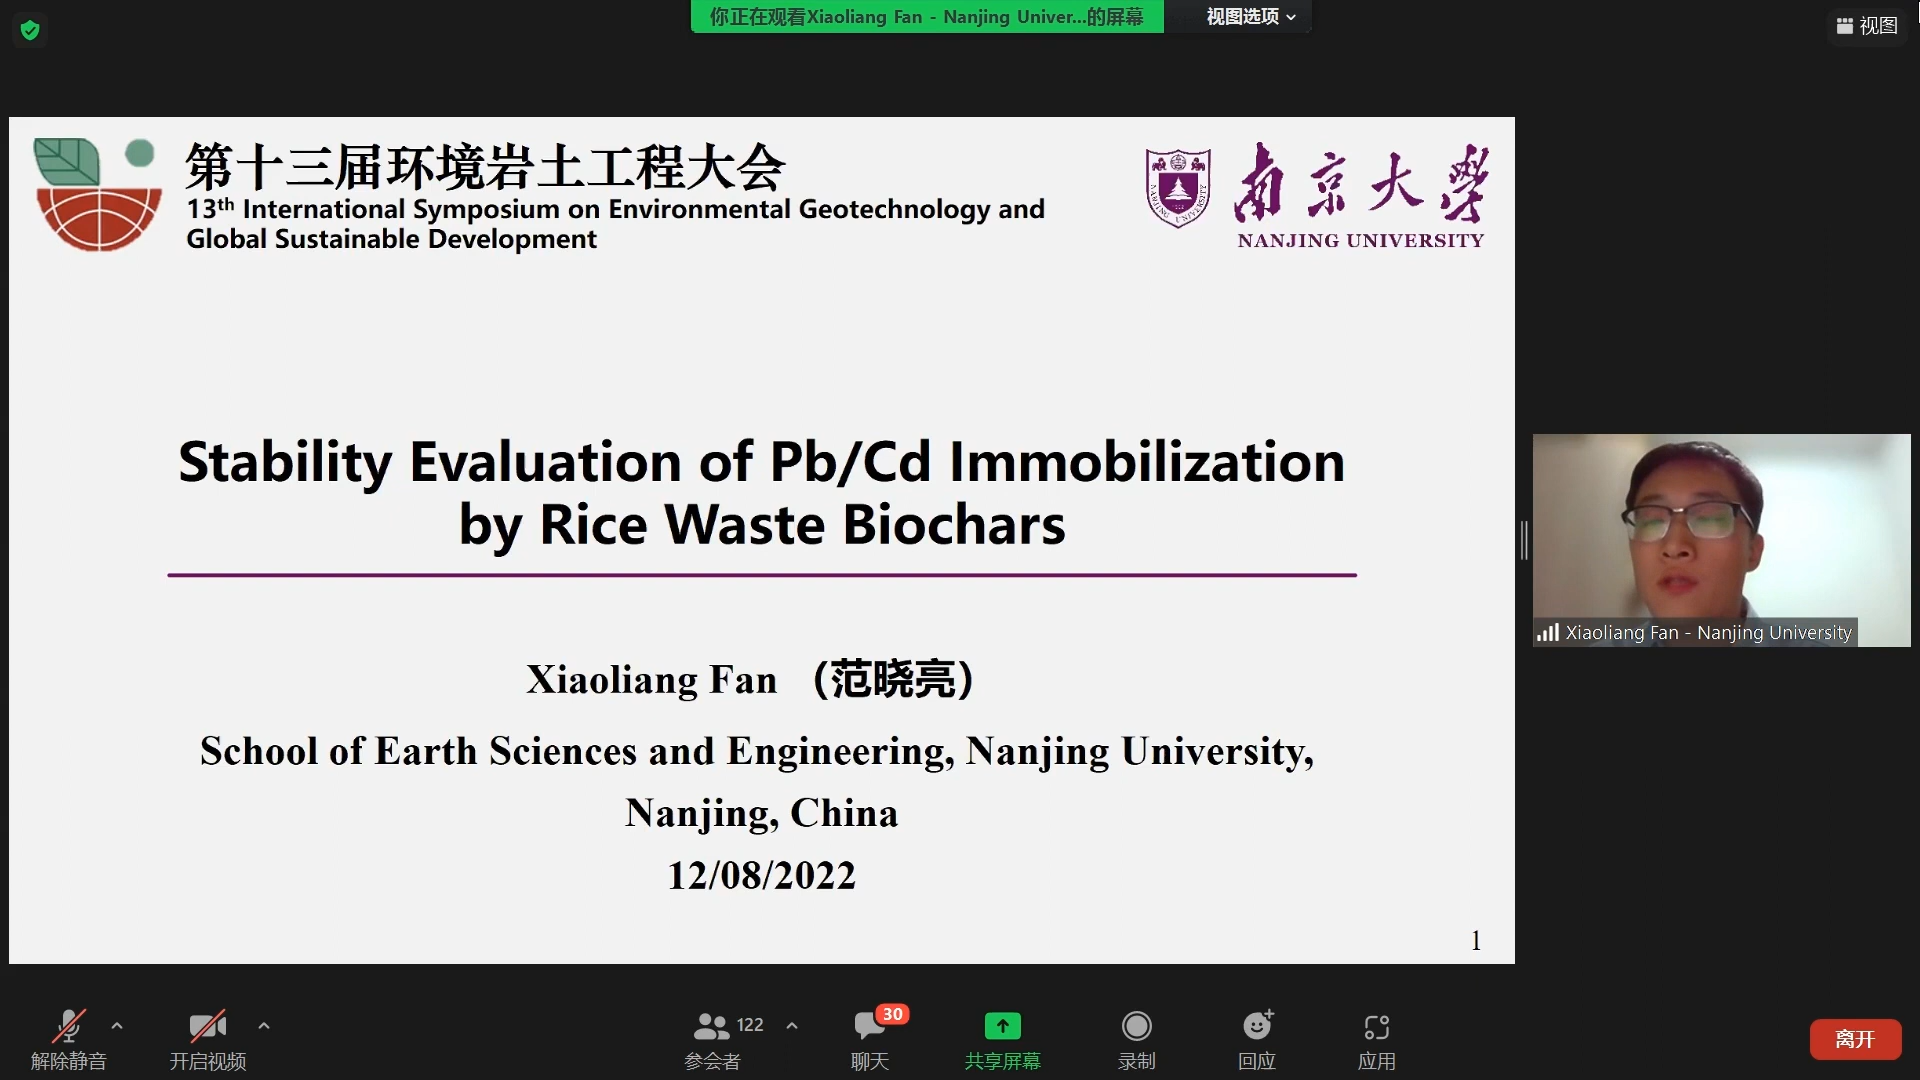 你正在观看Xiaoliang Fan - Nanjing Univer...的屏幕
视图选项
视图
第十三届环境岩土工程大会
13th International Symposium on Environmental Geotechnology and
Global Sustainable Development
南京大学
NANJING UNIVERSITY
Stability Evaluation of Pb/Cd Immobilization
by Rice Waste Biochars
Xiaoliang Fan （范晓亮）
School of Earth Sciences and Engineering, Nanjing University,
Nanjing, China
12/08/2022
1
Xiaoliang Fan - Nanjing University
解除静音
开启视频
122
参会者
30
聊天
共享屏幕
录制
回应
应用
离开